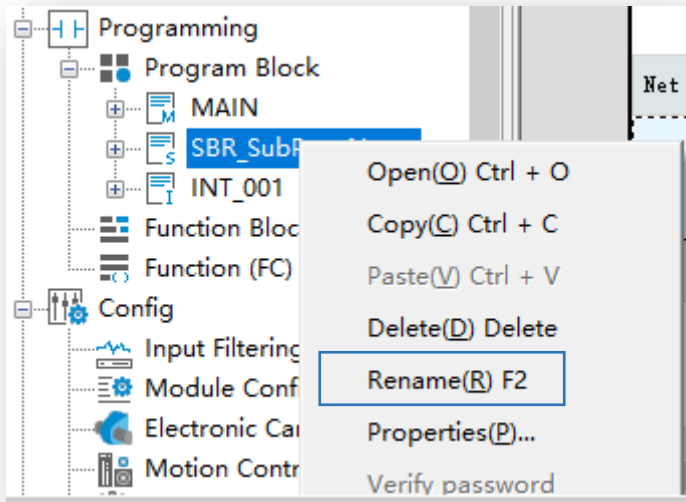 Programming
Program Block
MAIN
SBR_SubP
INT_001
Function Bloc
Function (FC)
Config
Input Filtering
Module Conf
Electronic Ca
Motion Contr
Open(O) Ctrl + O
Copy(C) Ctrl + C
Paste(V) Ctrl + V
Delete(D) Delete
Rename(R) F2
Properties(P)...
Verify password
Net